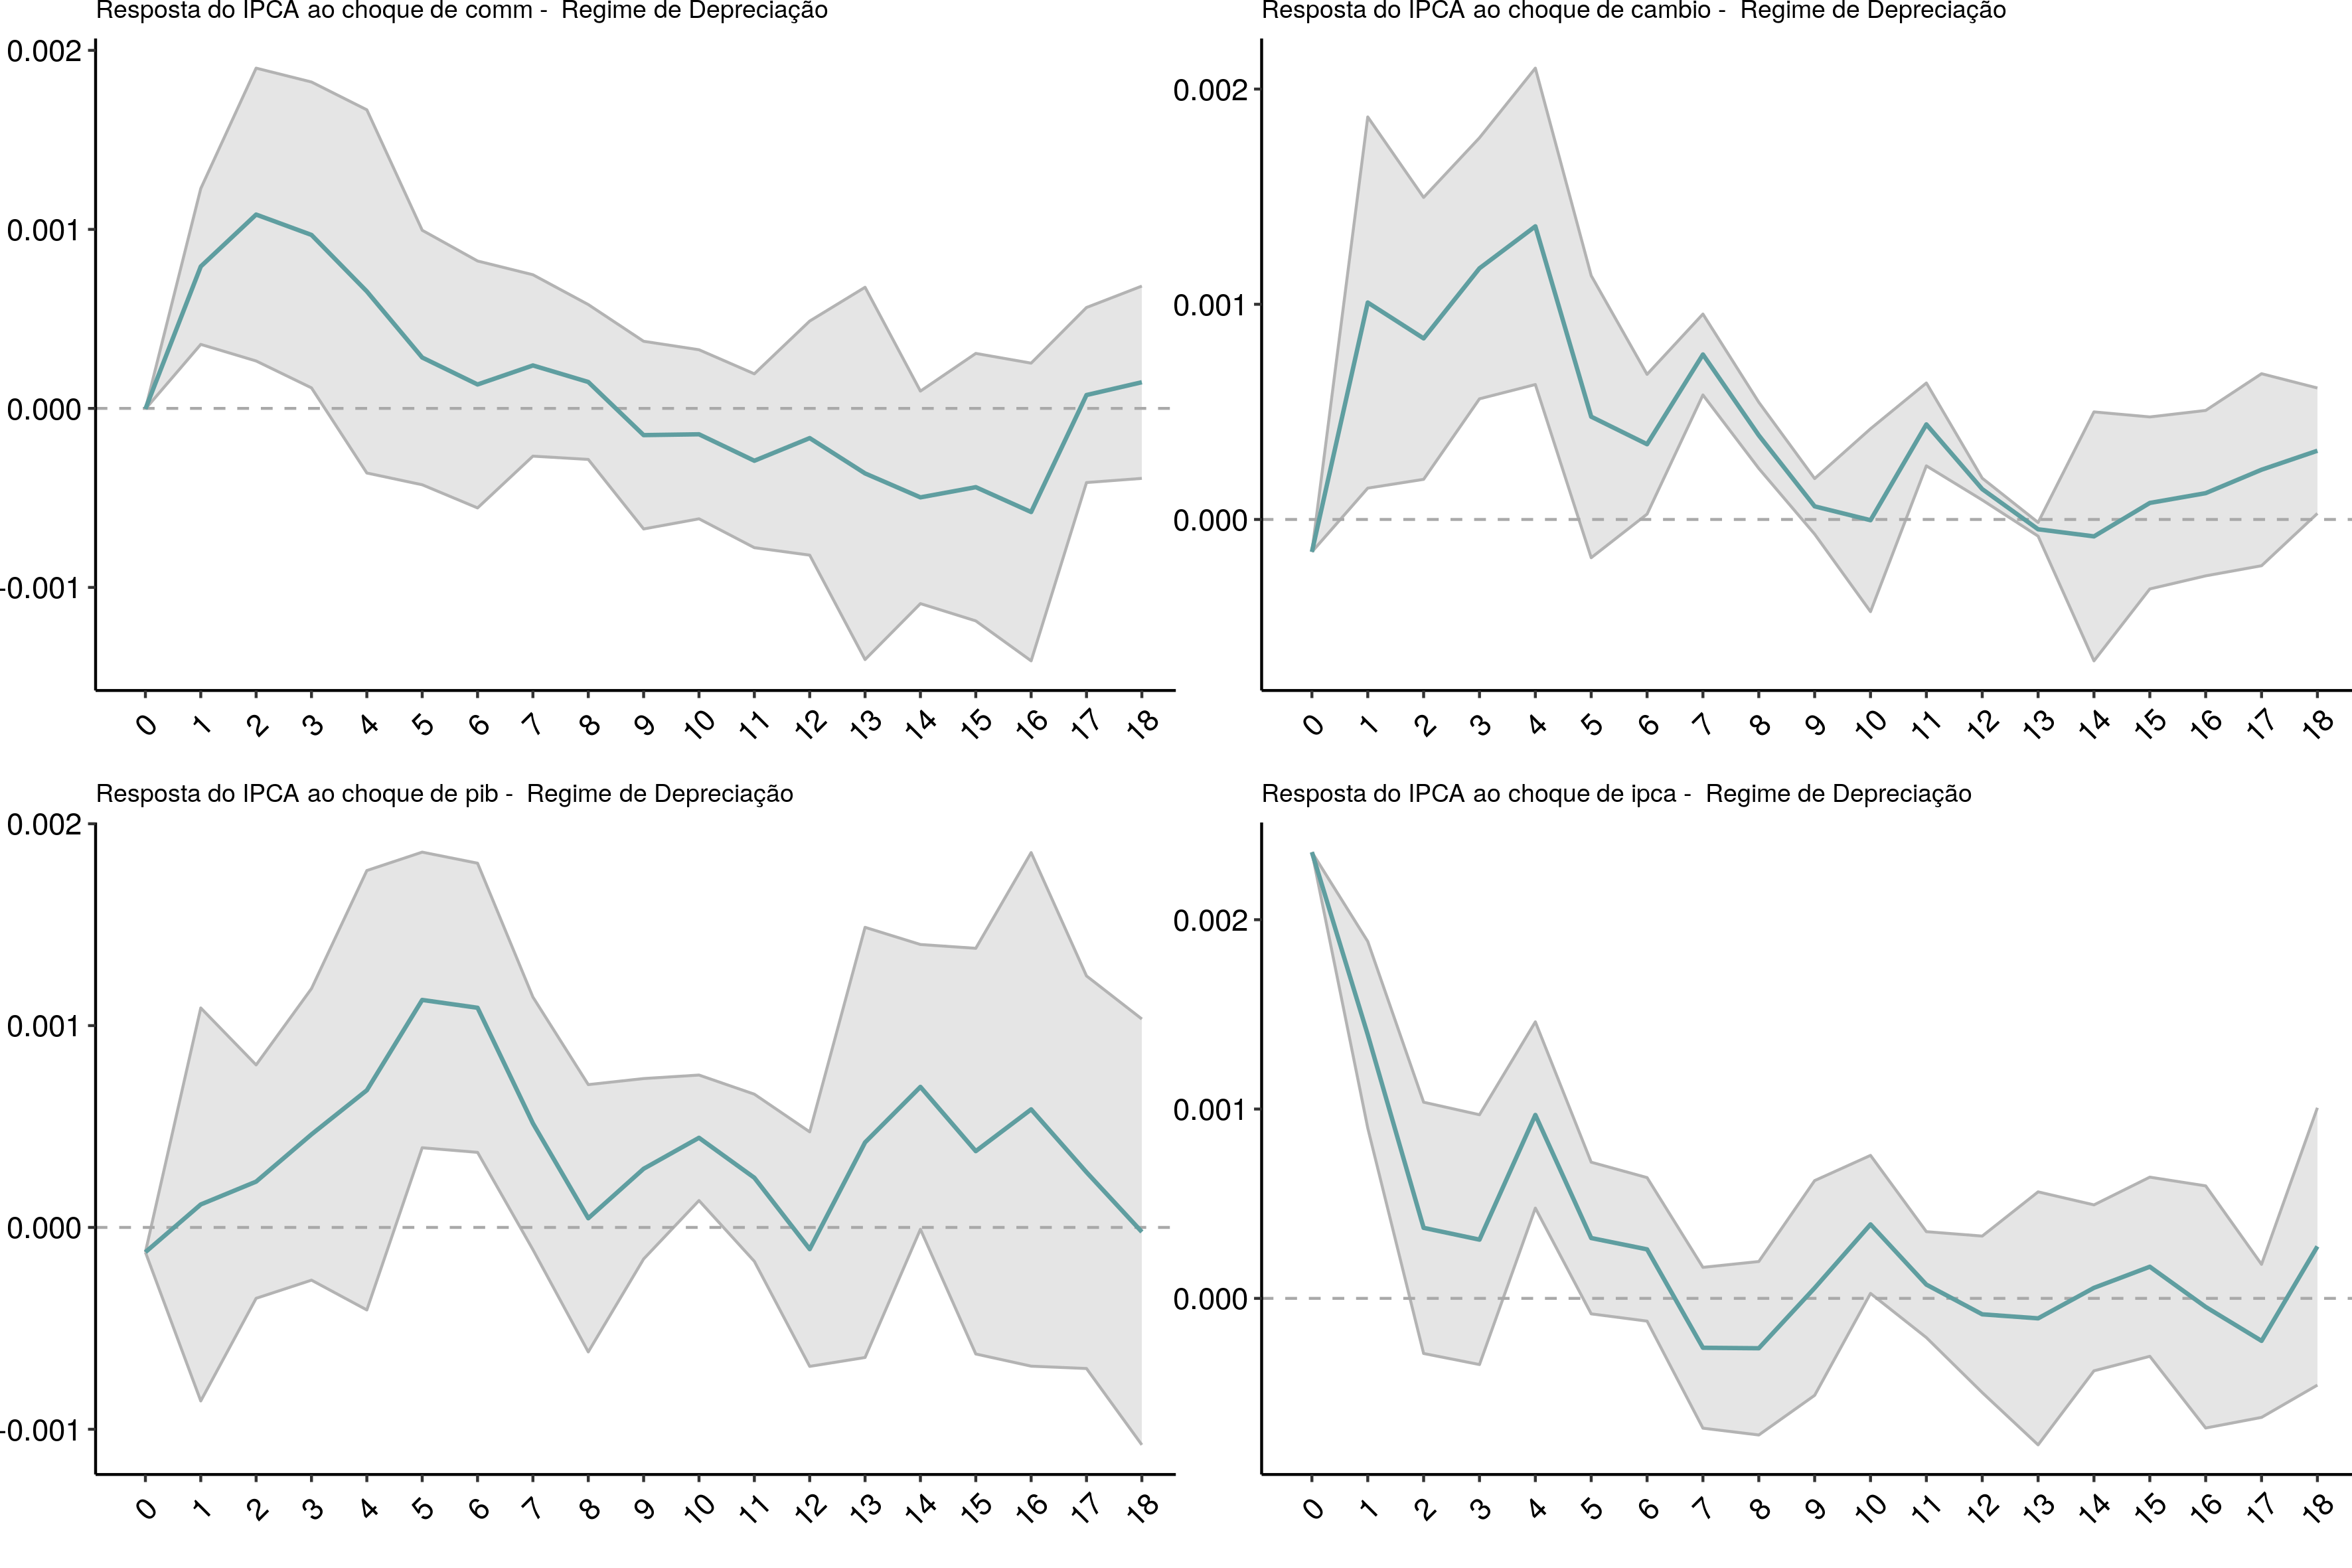 Resposta do IPCA ao choque de comm -  Regime de Depreciação
0.002
0.001
0.000
-0.001
0 1 2 3 4 5 6 7 8 9 10 11 12 13 14 15 16 17 18
Resposta do IPCA ao choque de cambio -  Regime de Depreciação
0.002
0.001
0.000
0 1 2 3 4 5 6 7 8 9 10 11 12 13 14 15 16 17 18
Resposta do IPCA ao choque de pib -  Regime de Depreciação
0.002
0.001
0.000
-0.001
0 1 2 3 4 5 6 7 8 9 10 11 12 13 14 15 16 17 18
Resposta do IPCA ao choque de ipca -  Regime de Depreciação
0.002
0.001
0.000
0 1 2 3 4 5 6 7 8 9 10 11 12 13 14 15 16 17 18